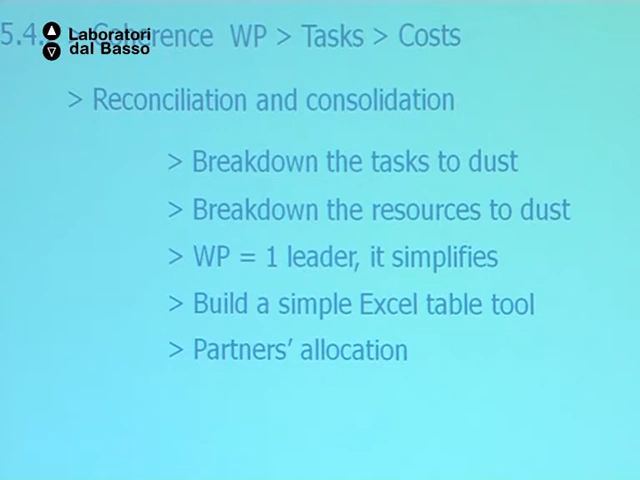 5.4. Coherence WP > Tasks > Costs
Laboratori
dal Basso
> Reconciliation and consolidation
> Breakdown the tasks to dust
> Breakdown the resources to dust
> WP = 1 leader, it simplifies
> Build a simple Excel table tool
> Partners’ allocation